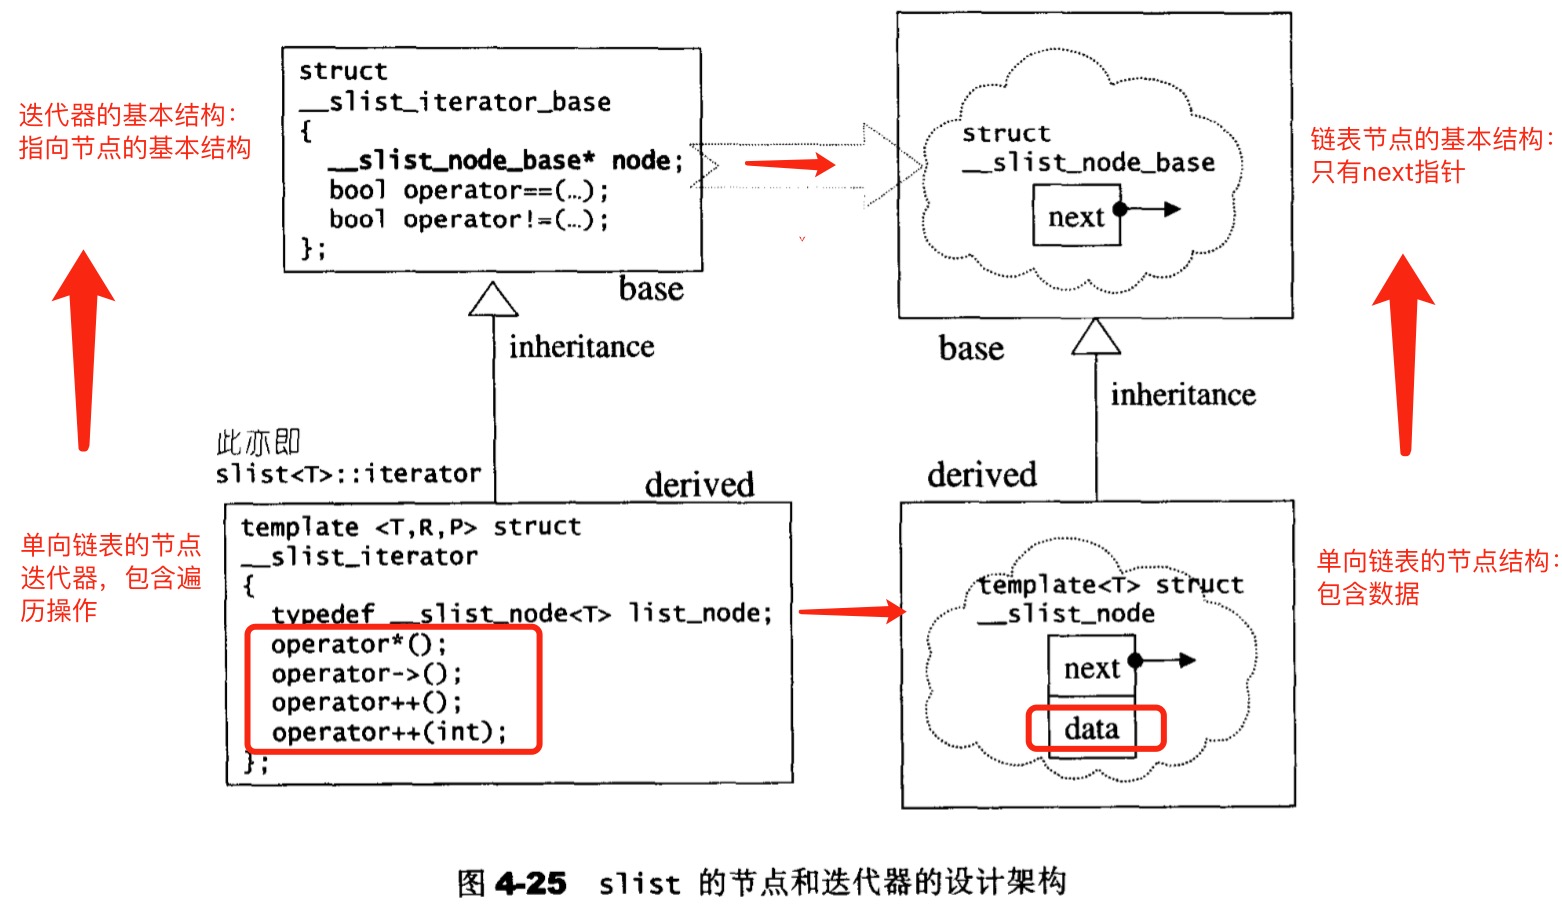 迭代器的基本结构：
指向节点的基本结构
struct
__slist_iterator_base
{
__slist_node_base* node;
bool operator==(…);
bool operator!=(…);
};
base
inheritance
struct
__slist_node_base
next
base
inheritance
链表节点的基本结构：
只有next指针
此亦即
slist<T>::iterator
derived
单向链表的节点
迭代器，包含遍
历操作
template <T,R,P> struct
__slist_iterator
{
typedef __slist_node<T> list_node;
operator*();
operator->();
operator++();
operator++(int);
};
derived
template<T> struct
__slist_node
next
data
单向链表的节点结构：
包含数据
图 4-25 slist 的节点和迭代器的设计架构